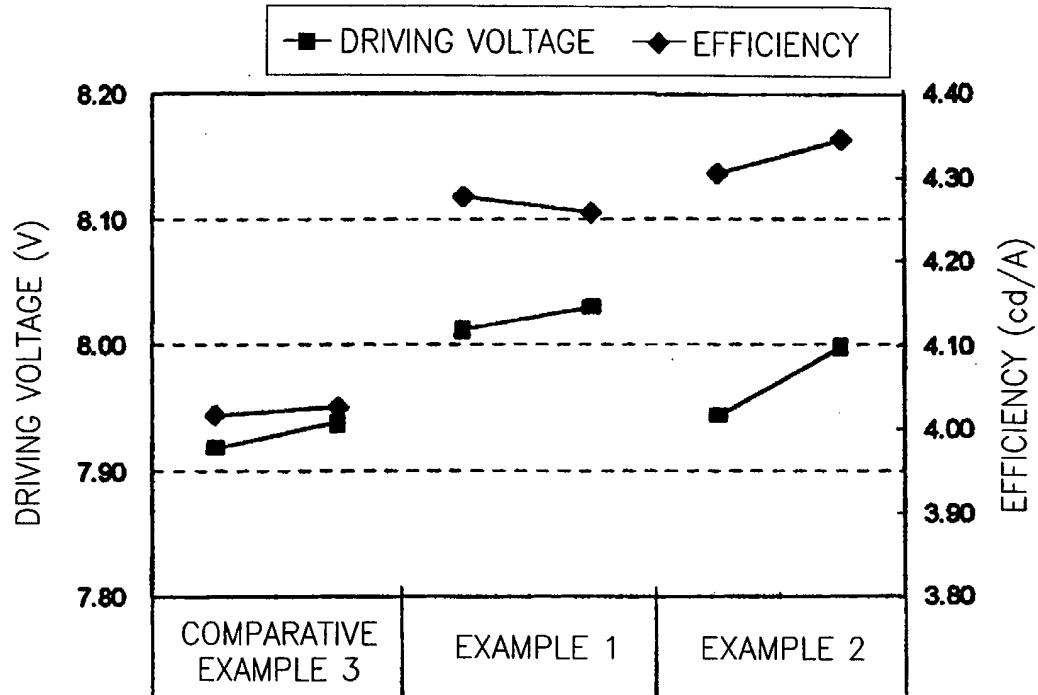 DRIVING VOLTAGE
EFFICIENCY
8.20
8.10
8.00
7.90
7.80
DRIVING VOLTAGE (V)
4.40
4.30
4.20
4.10
4.00
3.90
3.80
EFFICIENCY (cd/A)
COMPARATIVE
EXAMPLE 3
EXAMPLE 1
EXAMPLE 2